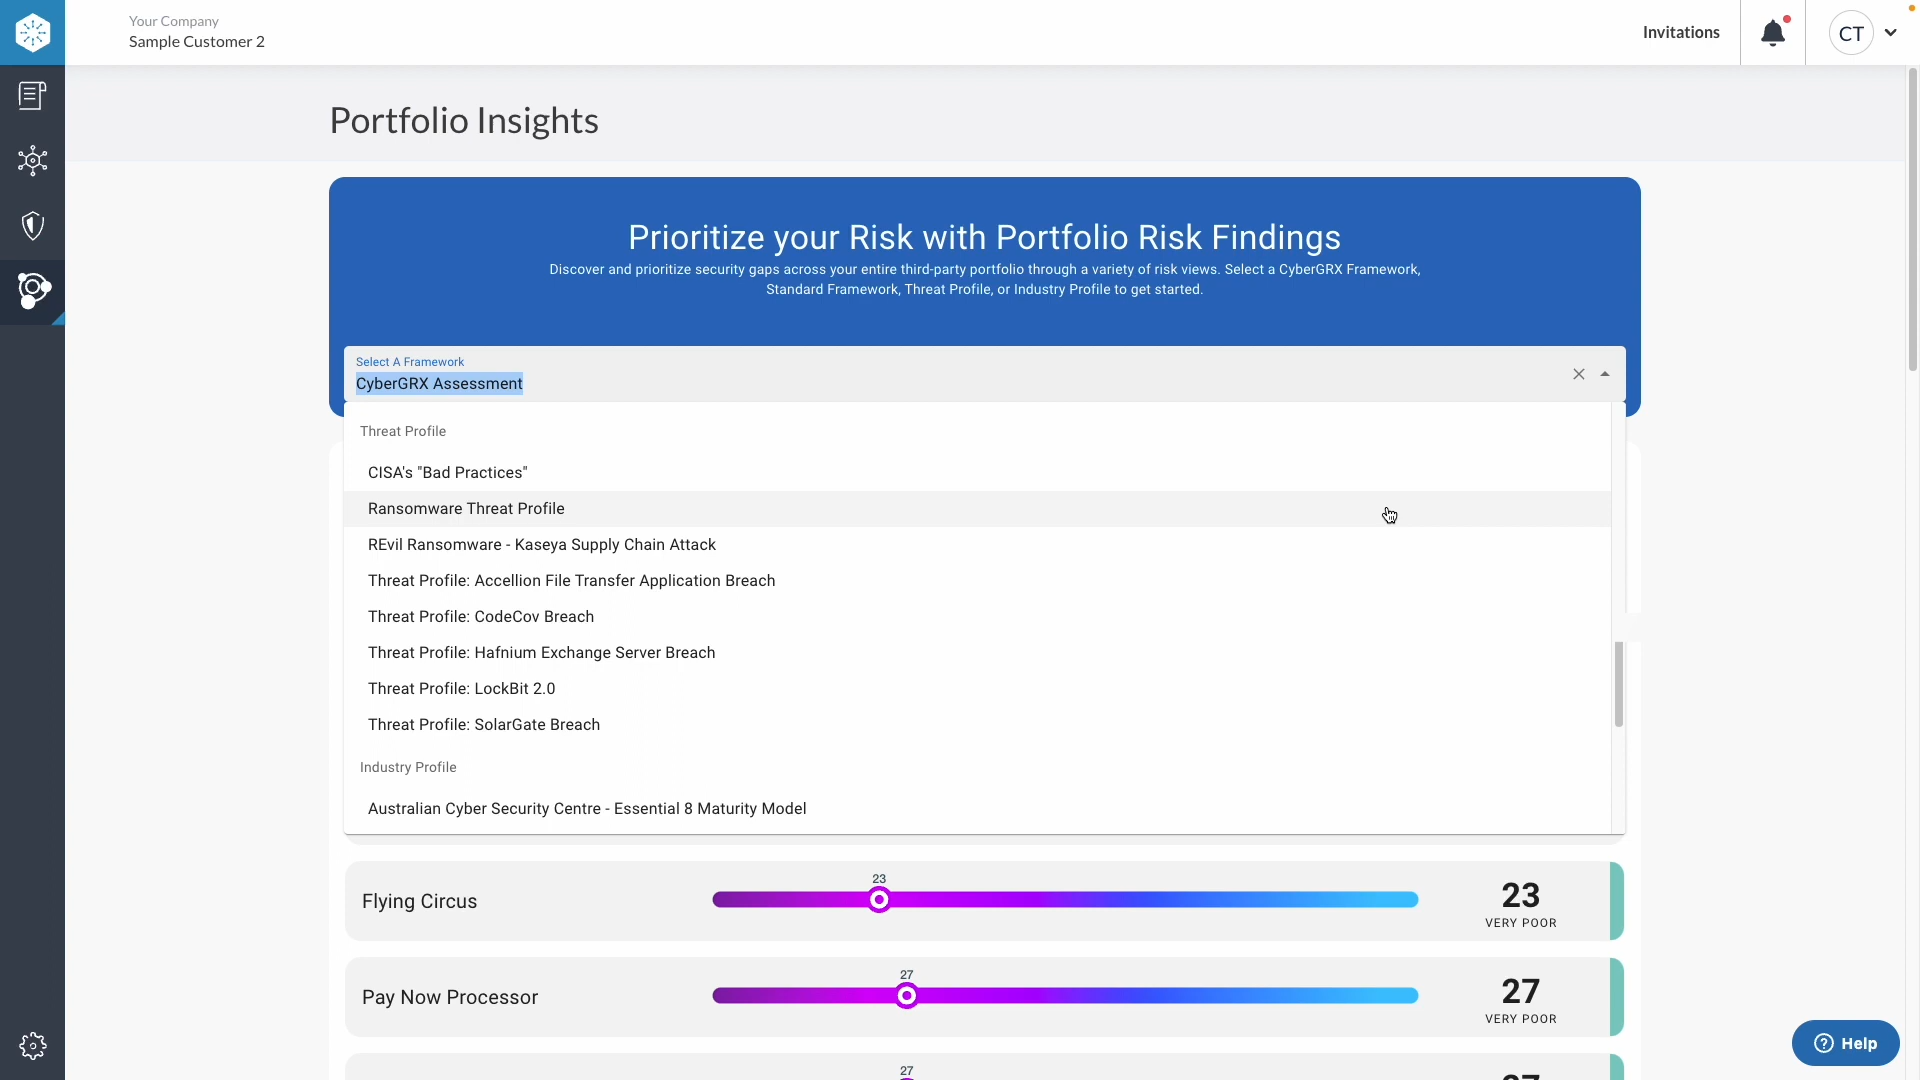 Your Company
Sample Customer 2
Invitations
CT
Portfolio Insights
Prioritize your Risk with Portfolio Risk Findings
Discover and prioritize security gaps across your entire third-party portfolio through a variety of risk views. Select a CyberGRX Framework,
Standard Framework, Threat Profile, or Industry Profile to get started.
Select A Framework
CyberGRX Assessment
Threat Profile
CISA's "Bad Practices"
Ransomware Threat Profile
REvil Ransomware - Kaseya Supply Chain Attack
Threat Profile: Accellion File Transfer Application Breach
Threat Profile: CodeCov Breach
Threat Profile: Hafnium Exchange Server Breach
Threat Profile: LockBit 2.0
Threat Profile: SolarGate Breach
Industry Profile
Australian Cyber Security Centre - Essential 8 Maturity Model
23
Flying Circus
23
VERY POOR
27
Pay Now Processor
27
VERY POOR
27
27
Help